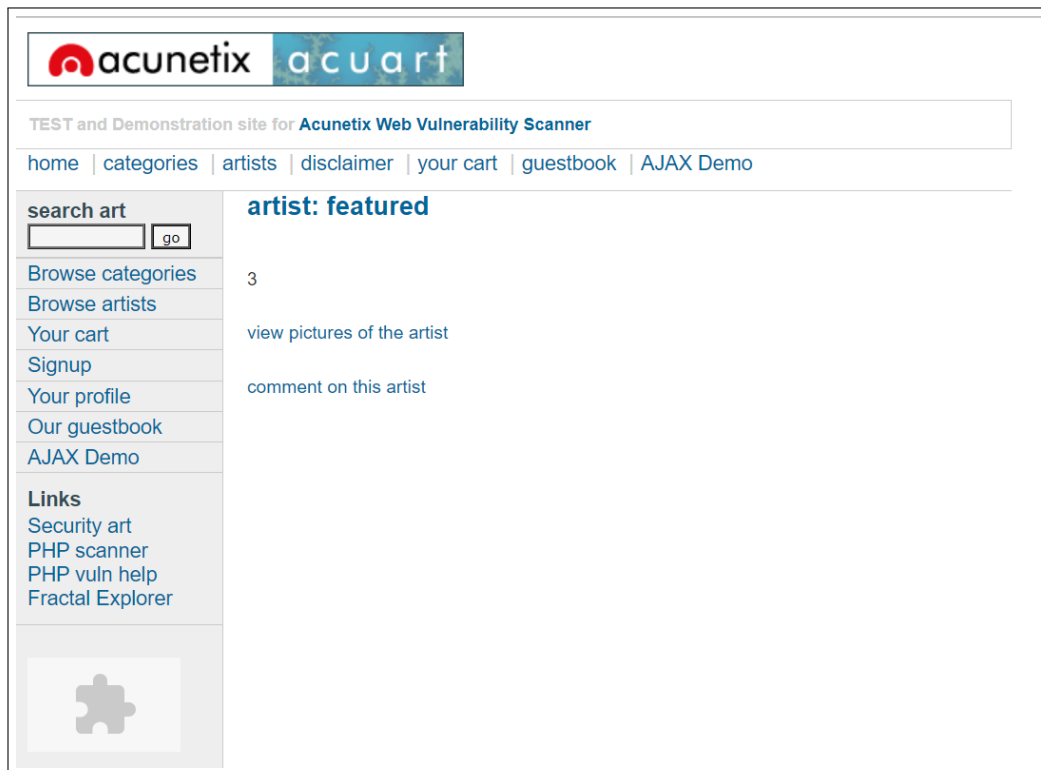 acunetix acuart
TEST and Demonstration site for Acunetix Web Vulnerability Scanner
home | categories | artists | disclaimer | your cart | guestbook | AJAX Demo
search art
go
Browse categories
Browse artists
Your cart
Signup
Your profile
Our guestbook
AJAX Demo
Links
Security art
PHP scanner
PHP vuln help
Fractal Explorer
artist: featured
3
view pictures of the artist
comment on this artist